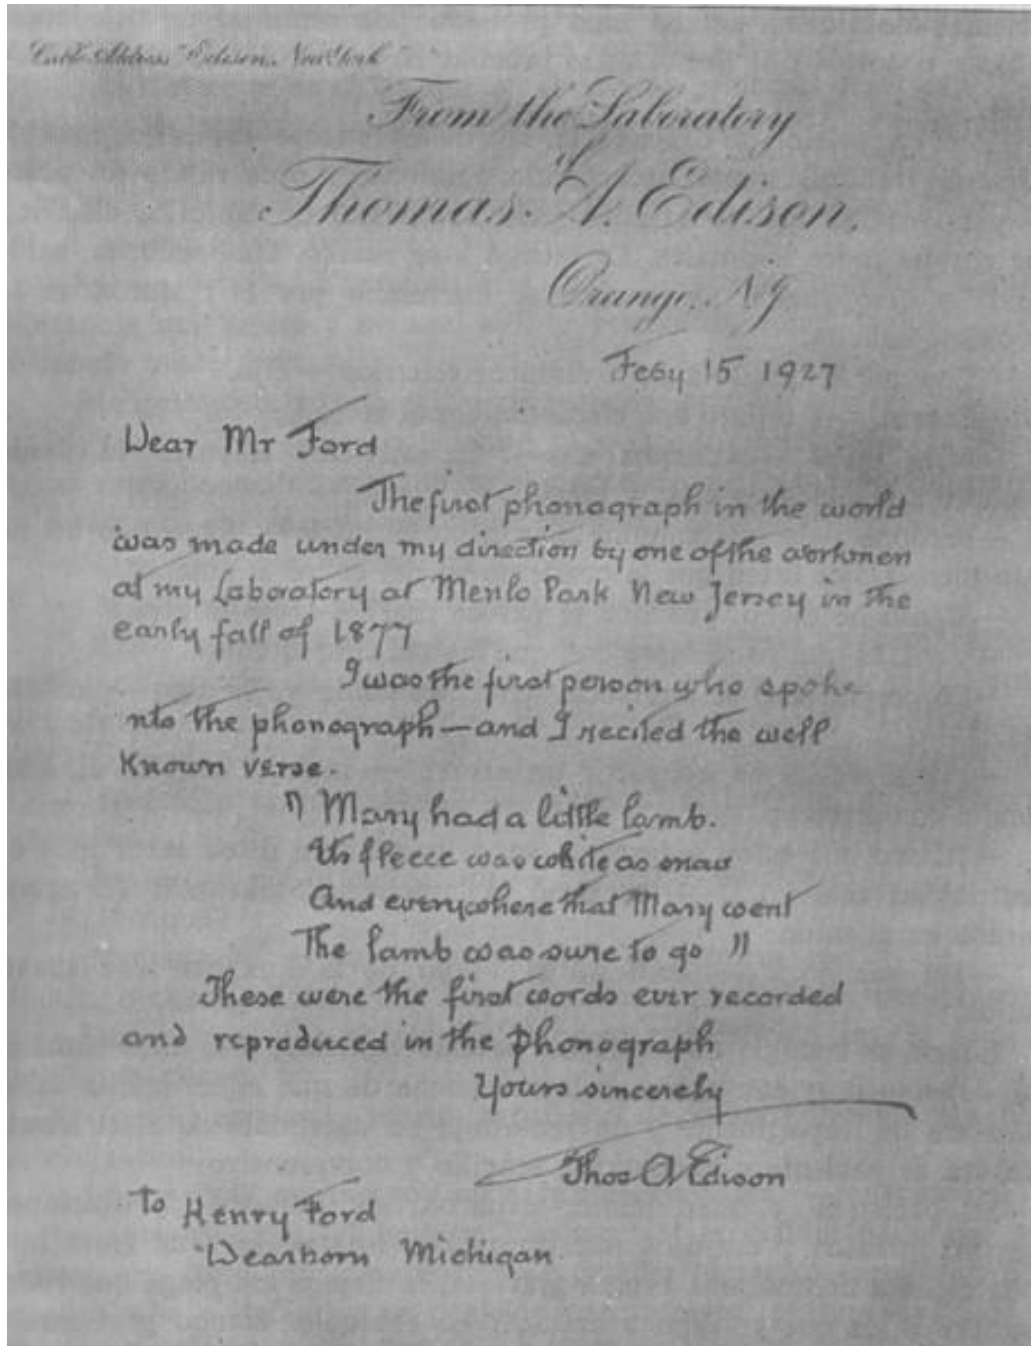 Cable Address "Edison, New York"
From the Laboratory
of
Thomas A. Edison,
Orange, N.J.
Feby 15 1927
Dear Mr Ford
The first phonograph in the world
was made under my direction by one of the workmen
at my Laboratory at Menlo Park New Jersey in the
early fall of 1877
I was the first person who spoke
nto the phonograph—and I recited the well
Known verse.
" Mary had a little lamb.
Its fleece was white as snow
And everywhere that Mary went
The lamb was sure to go "
These were the first words ever recorded
and reproduced in the phonograph
Yours sincerely
Thos A Edison
To Henry Ford
Dearborn Michigan.